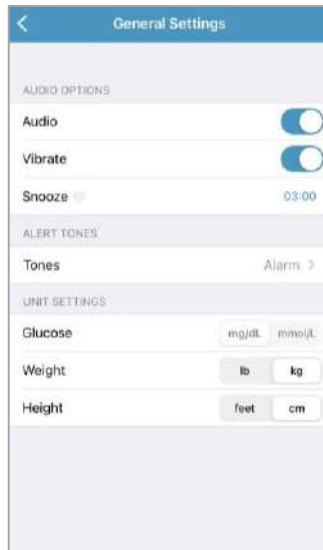 General Settings
AUDIO OPTIONS
Audio
Vibrate
Snooze 03:00
ALERT TONES
Tones Alarm >
UNIT SETTINGS
Glucose mg/dL mmol/L
Weight lb kg
Height feet cm